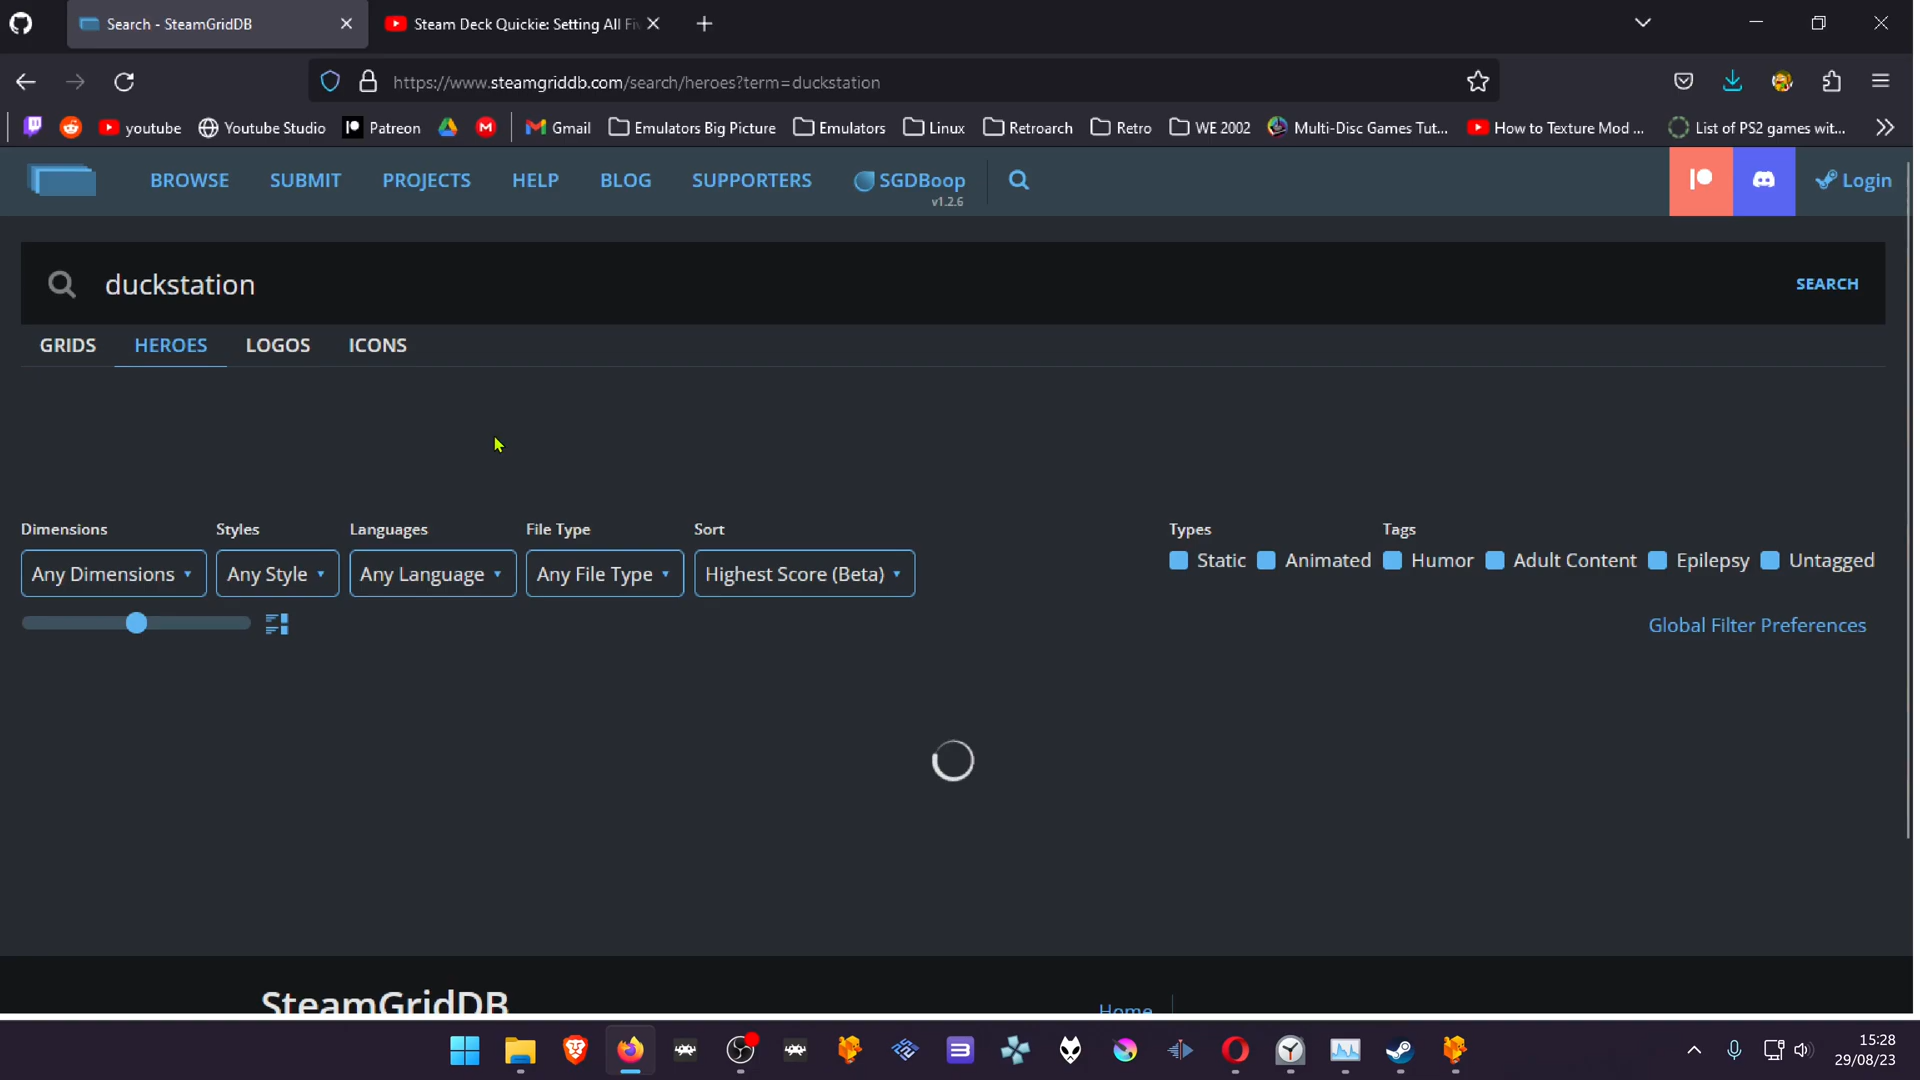 Search - SteamGridDB
Steam Deck Quickie: Setting All Fiv
https://www.steamgriddb.com/search/heroes?term=duckstation
youtube
Youtube Studio
Patreon
Gmail
Emulators Big Picture
Emulators
Linux
Retroarch
Retro
WE 2002
Multi-Disc Games Tut...
How to Texture Mod ...
List of PS2 games wit...
BROWSE
SUBMIT
PROJECTS
HELP
BLOG
SUPPORTERS
SGDBoop
v1.2.6
Login
duckstation
SEARCH
GRIDS
HEROES
LOGOS
ICONS
Dimensions
Styles
Languages
File Type
Sort
Types
Tags
Any Dimensions
Any Style
Any Language
Any File Type
Highest Score (Beta)
Static
Animated
Humor
Adult Content
Epilepsy
Untagged
Global Filter Preferences
SteamGridDB
Home
15:28
29/08/23